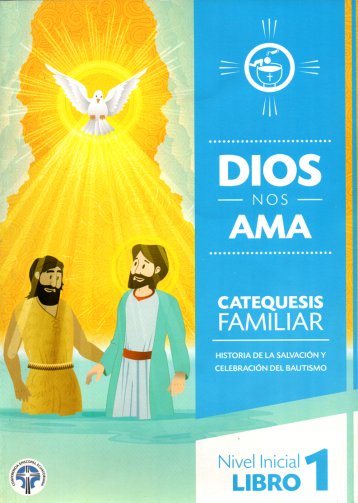 DIOS
NOS
AMA
CATEQUESIS
FAMILIAR
HISTORIA DE LA SALVACIÓN Y
CELEBRACIÓN DEL BAUTISMO
Nivel Inicial
LIBRO 1